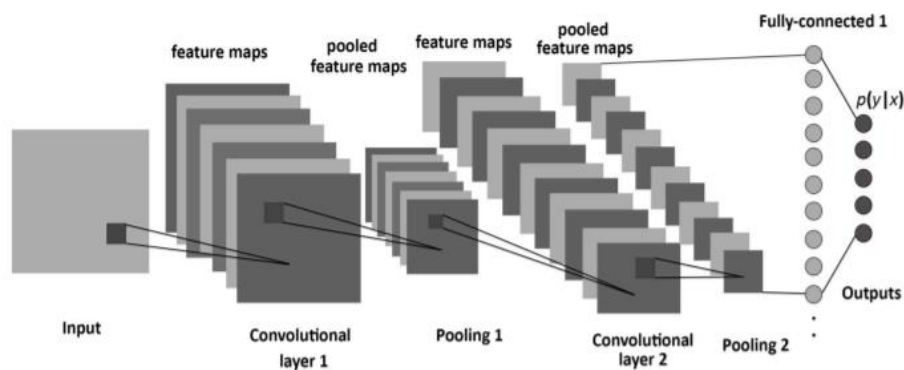 Fully-connected 1
feature maps
pooled
feature maps
feature maps
pooled
feature maps
p(y|x)
Input
Convolutional
layer 1
Pooling 1
Convolutional
layer 2
Pooling 2
Outputs